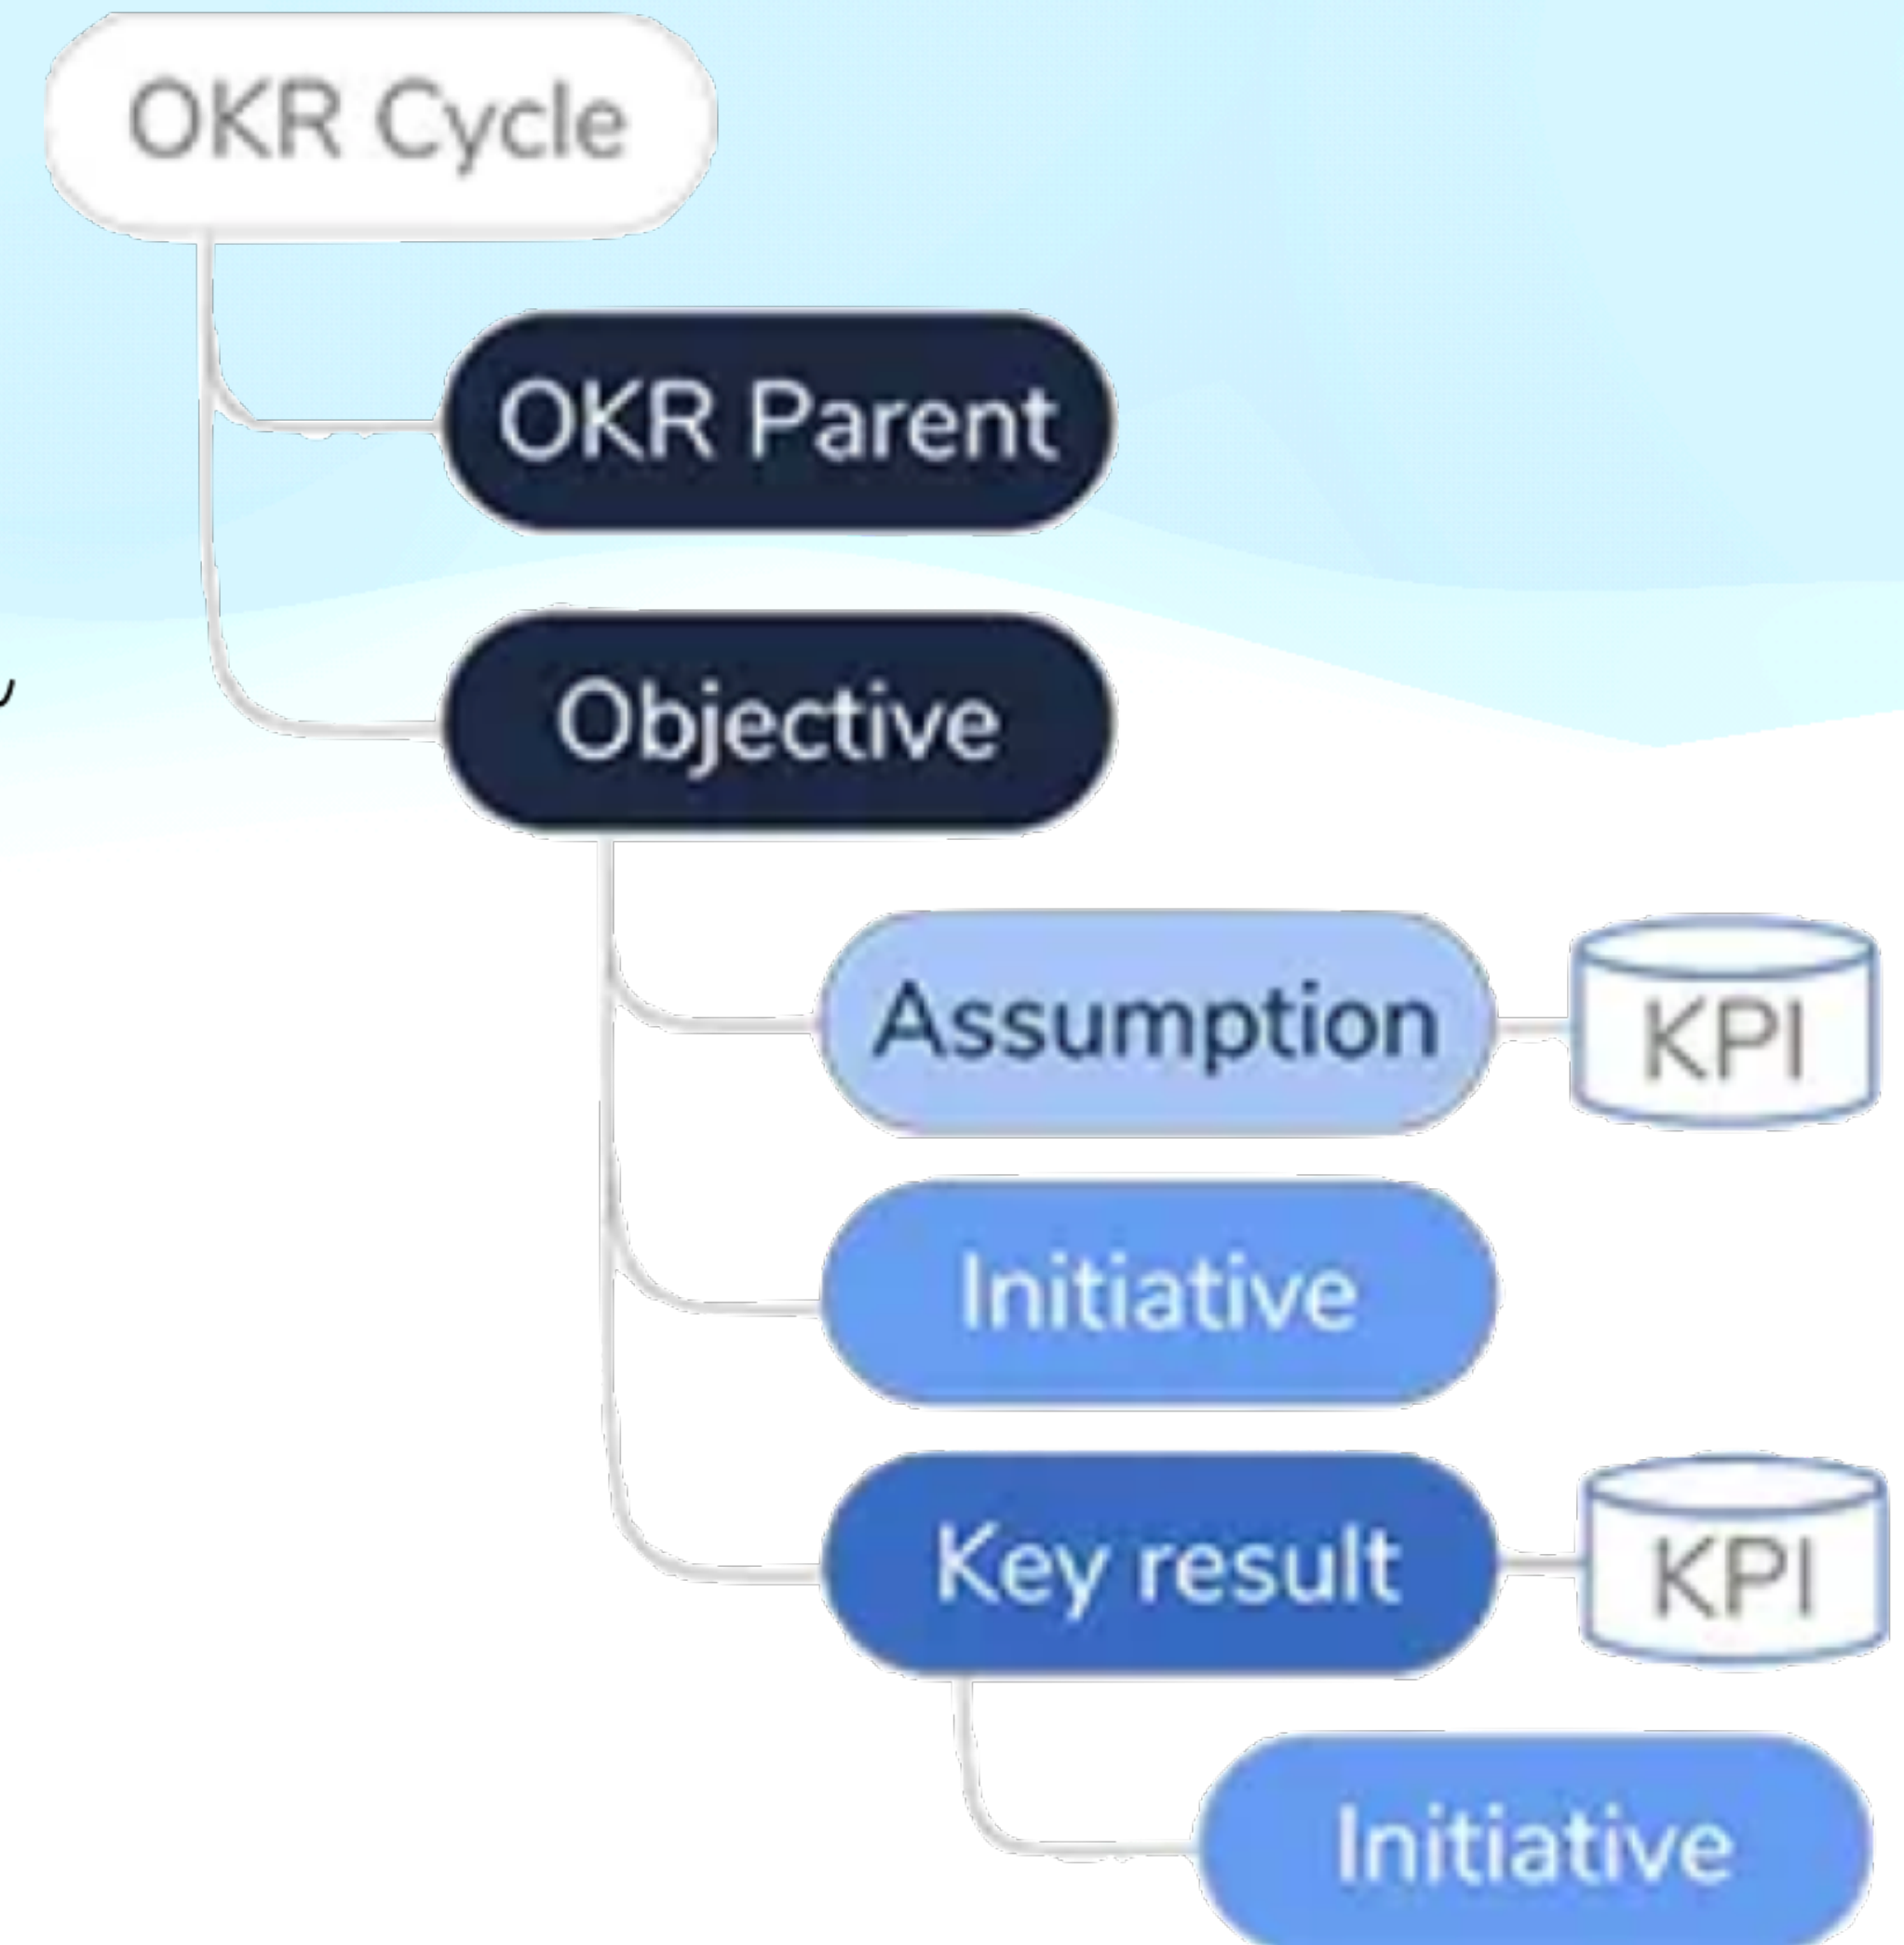 OKR Cycle
OKR Parent
Objective
Assumption
KPI
Initiative
Key result
KPI
Initiative